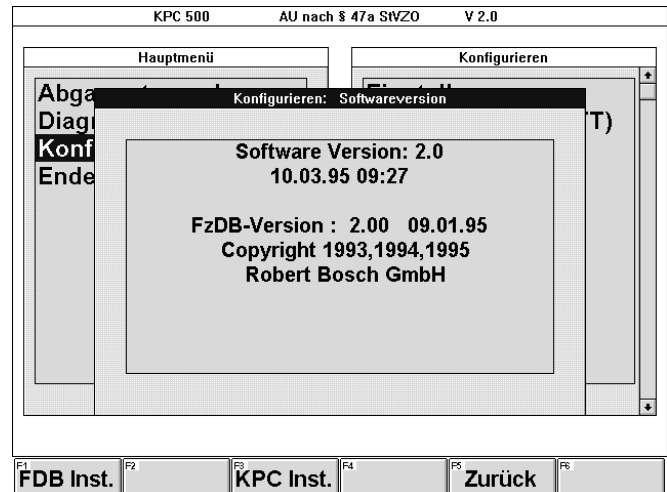 KPC 500 AU nach § 47a StVZO V 2.0
Hauptmenü
Konfigurieren
Konfigurieren: Softwareversion
Ende
Software Version: 2.0
10.03.95 09:27
FzDB-Version : 2.00 09.01.95
Copyright 1993,1994,1995
Robert Bosch GmbH
F1 FDB Inst. F2 F3 KPC Inst. F4 F5 Zurück F6